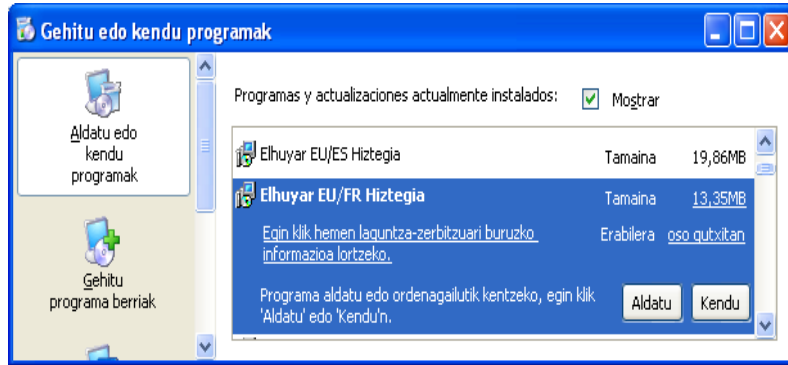 Gehitu edo kendu programak
Aldatu edo
kendu
programak
Gehitu
programa berriak
Programas y actualizaciones actualmente instalados:
Mostrar
Elhuyar EU/ES Hiztegia
Tamaina
19,86MB
Elhuyar EU/FR Hiztegia
Tamaina
13,35MB
Egin klik hemen laguntza-zerbitzuari buruzko
informazioa lortzeko.
Erabilera
oso gutxitan
Programa aldatu edo ordenagailutik kentzeko, egin klik
'Aldatu' edo 'Kendu'n.
Aldatu
Kendu